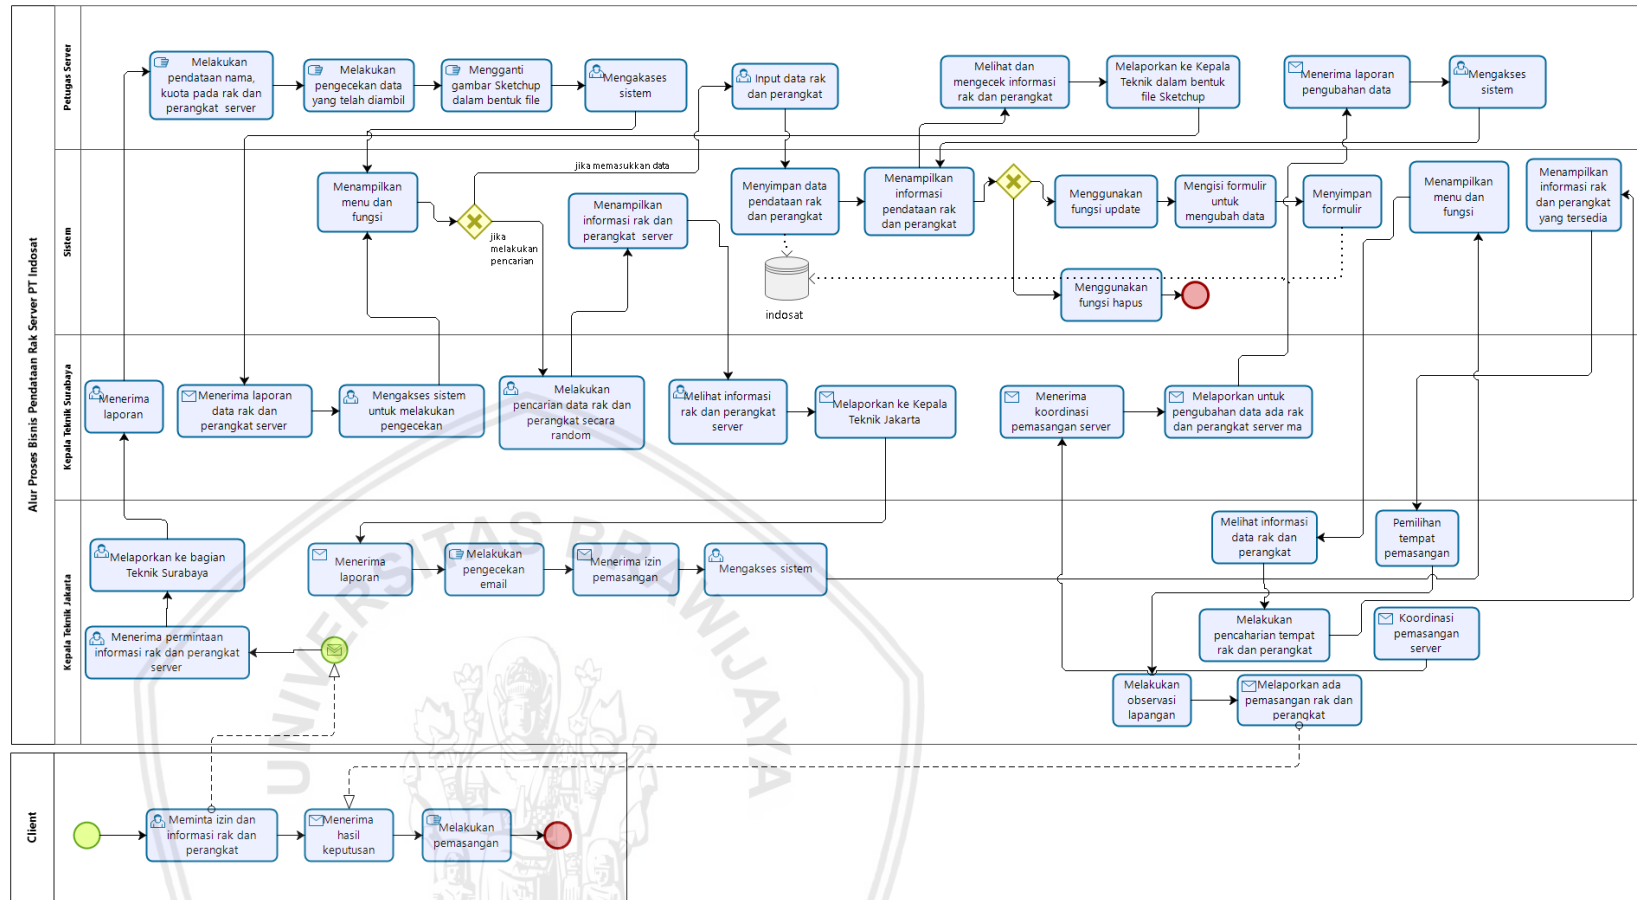 Alur Proses Bisnis Pendataan Rak Server PT Indosat
Petugas Server
Melakukan
pendataan nama,
kuota pada rak dan
perangkat server
Melakukan
pengecekan data
yang telah diambil
Mengganti
gambar Sketchup
dalam bentuk file
Mengakases
sistem
Input data rak
dan perangkat
Melihat dan
mengecek informasi
rak dan perangkat
Melaporkan ke Kepala
Teknik dalam bentuk
file Sketchup
Menerima laporan
pengubahan data
Mengakses
sistem
Sistem
Menampilkan
menu dan
fungsi
jika memasukkan data
jika
melakukan
pencarian
Menampilkan
informasi rak dan
perangkat server
Menyimpan data
pendataan rak
dan perangkat
indosat
Menampilkan
informasi
pendataan rak dan
perangkat
Menggunakan
fungsi update
Mengisi formulir
untuk
mengubah data
Menyimpan
formulir
Menggunakan
fungsi hapus
Menampilkan
menu dan
fungsi
Menampilkan
informasi rak
dan perangkat
yang tersedia
Kepala Teknik Surabaya
Menerima
laporan
Menerima laporan
data rak dan
perangkat server
Mengakses sistem
untuk melakukan
pengecekan
Melakukan
pencarian data rak dan
perangkat secara
random
Melihat informasi
rak dan perangkat
server
Melaporkan ke Kepala
Teknik Jakarta
Menerima
koordinasi
pemasangan server
Melaporkan untuk
pengubahan data ada rak
dan perangkat server ma
Kepala Teknik Jakarta
Melaporkan ke bagian
Teknik Surabaya
Menerima permintaan
informasi rak dan perangkat
server
Menerima
laporan
Melakukan
pengecekan
email
Menerima izin
pemasangan
Mengakses sistem
Melihat informasi
data rak dan
perangkat
Pemilihan
tempat
pemasangan
Melakukan
pencaharian tempat
rak dan perangkat
Koordinasi
pemasangan
server
Melakukan
observasi
lapangan
Melaporkan ada
pemasangan rak dan
perangkat
Client
Meminta izin dan
informasi rak dan
perangkat
Menerima
hasil
keputusan
Melakukan
pemasangan
UNIVERSITAS BRAWIJAYA